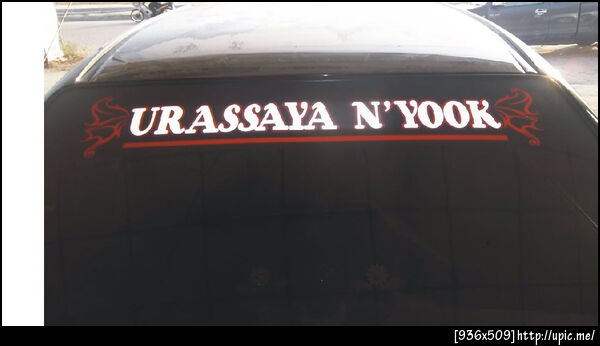 URASSAYA N'YOOK
[936x509]http://upic.me/